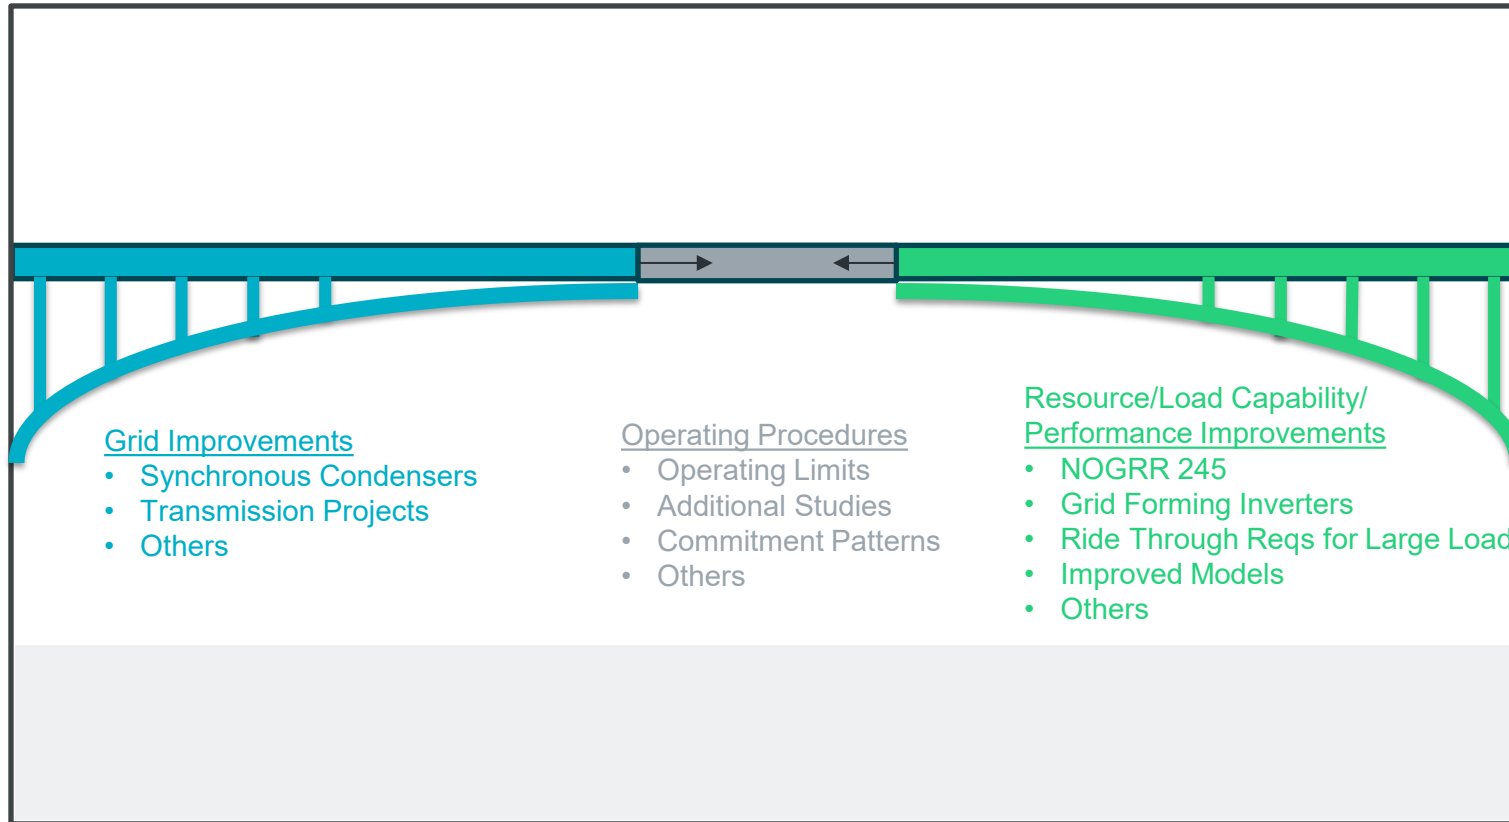 Grid Improvements
• Synchronous Condensers
• Transmission Projects
• Others
Operating Procedures
• Operating Limits
• Additional Studies
• Commitment Patterns
• Others
Resource/Load Capability/
Performance Improvements
• NOGRR 245
• Grid Forming Inverters
• Ride Through Reqs for Large Load
• Improved Models
• Others